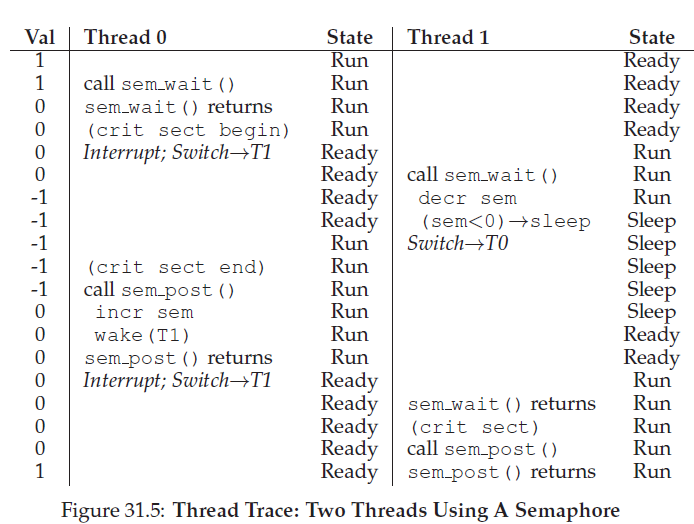 Val Thread 0 State Thread 1 State
1 Run Ready
1 call sem_wait() Run Ready
0 sem_wait() returns Run Ready
0 (crit sect begin) Run Ready
0 Interrupt; Switch→T1 Ready Run
0 Ready call sem_wait() Run
-1 Ready decr sem Run
-1 Ready (sem<0)→sleep Sleep
-1 Run Switch→T0 Sleep
-1 (crit sect end) Run Sleep
-1 call sem_post() Run Sleep
0 incr sem Run Sleep
0 wake(T1) Run Ready
0 sem_post() returns Run Ready
0 Interrupt; Switch→T1 Ready Run
0 Ready sem_wait() returns Run
0 Ready (crit sect) Run
0 Ready call sem_post() Run
1 Ready sem_post() returns Run
Figure 31.5: Thread Trace: Two Threads Using A Semaphore